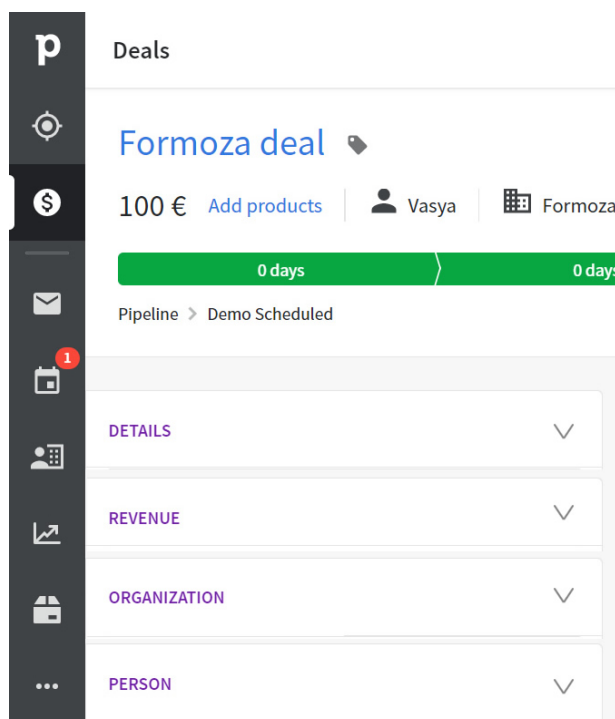 p
Deals
Formoza deal
100 € Add products Vasya Formoza
0 days 0 days
Pipeline > Demo Scheduled
1
DETAILS
REVENUE
ORGANIZATION
PERSON